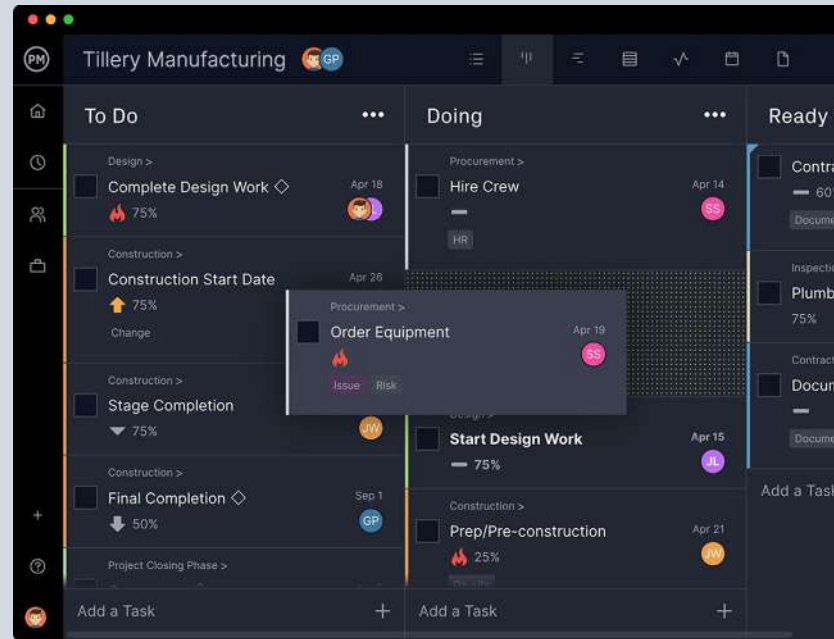 PM
Tillery Manufacturing
GP
To Do
•••
Design >
Complete Design Work
Apr 18
75%
Construction >
Construction Start Date
Apr 26
75%
Change
Construction >
Stage Completion
75%
JW
Construction >
Final Completion
Sep 1
50%
GP
Project Closing Phase >
Add a Task
+
Doing
•••
Procurement >
Hire Crew
Apr 14
SS
HR
Procurement >
Order Equipment
Apr 19
SS
Issue Risk
Start Design Work
Apr 15
75%
JL
Construction >
Prep/Pre-construction
Apr 21
25%
JW
Add a Task
+
Ready
Contra
60%
Docume
Inspectio
Plumb
75%
Contract
Docum
Docume
Add a Task